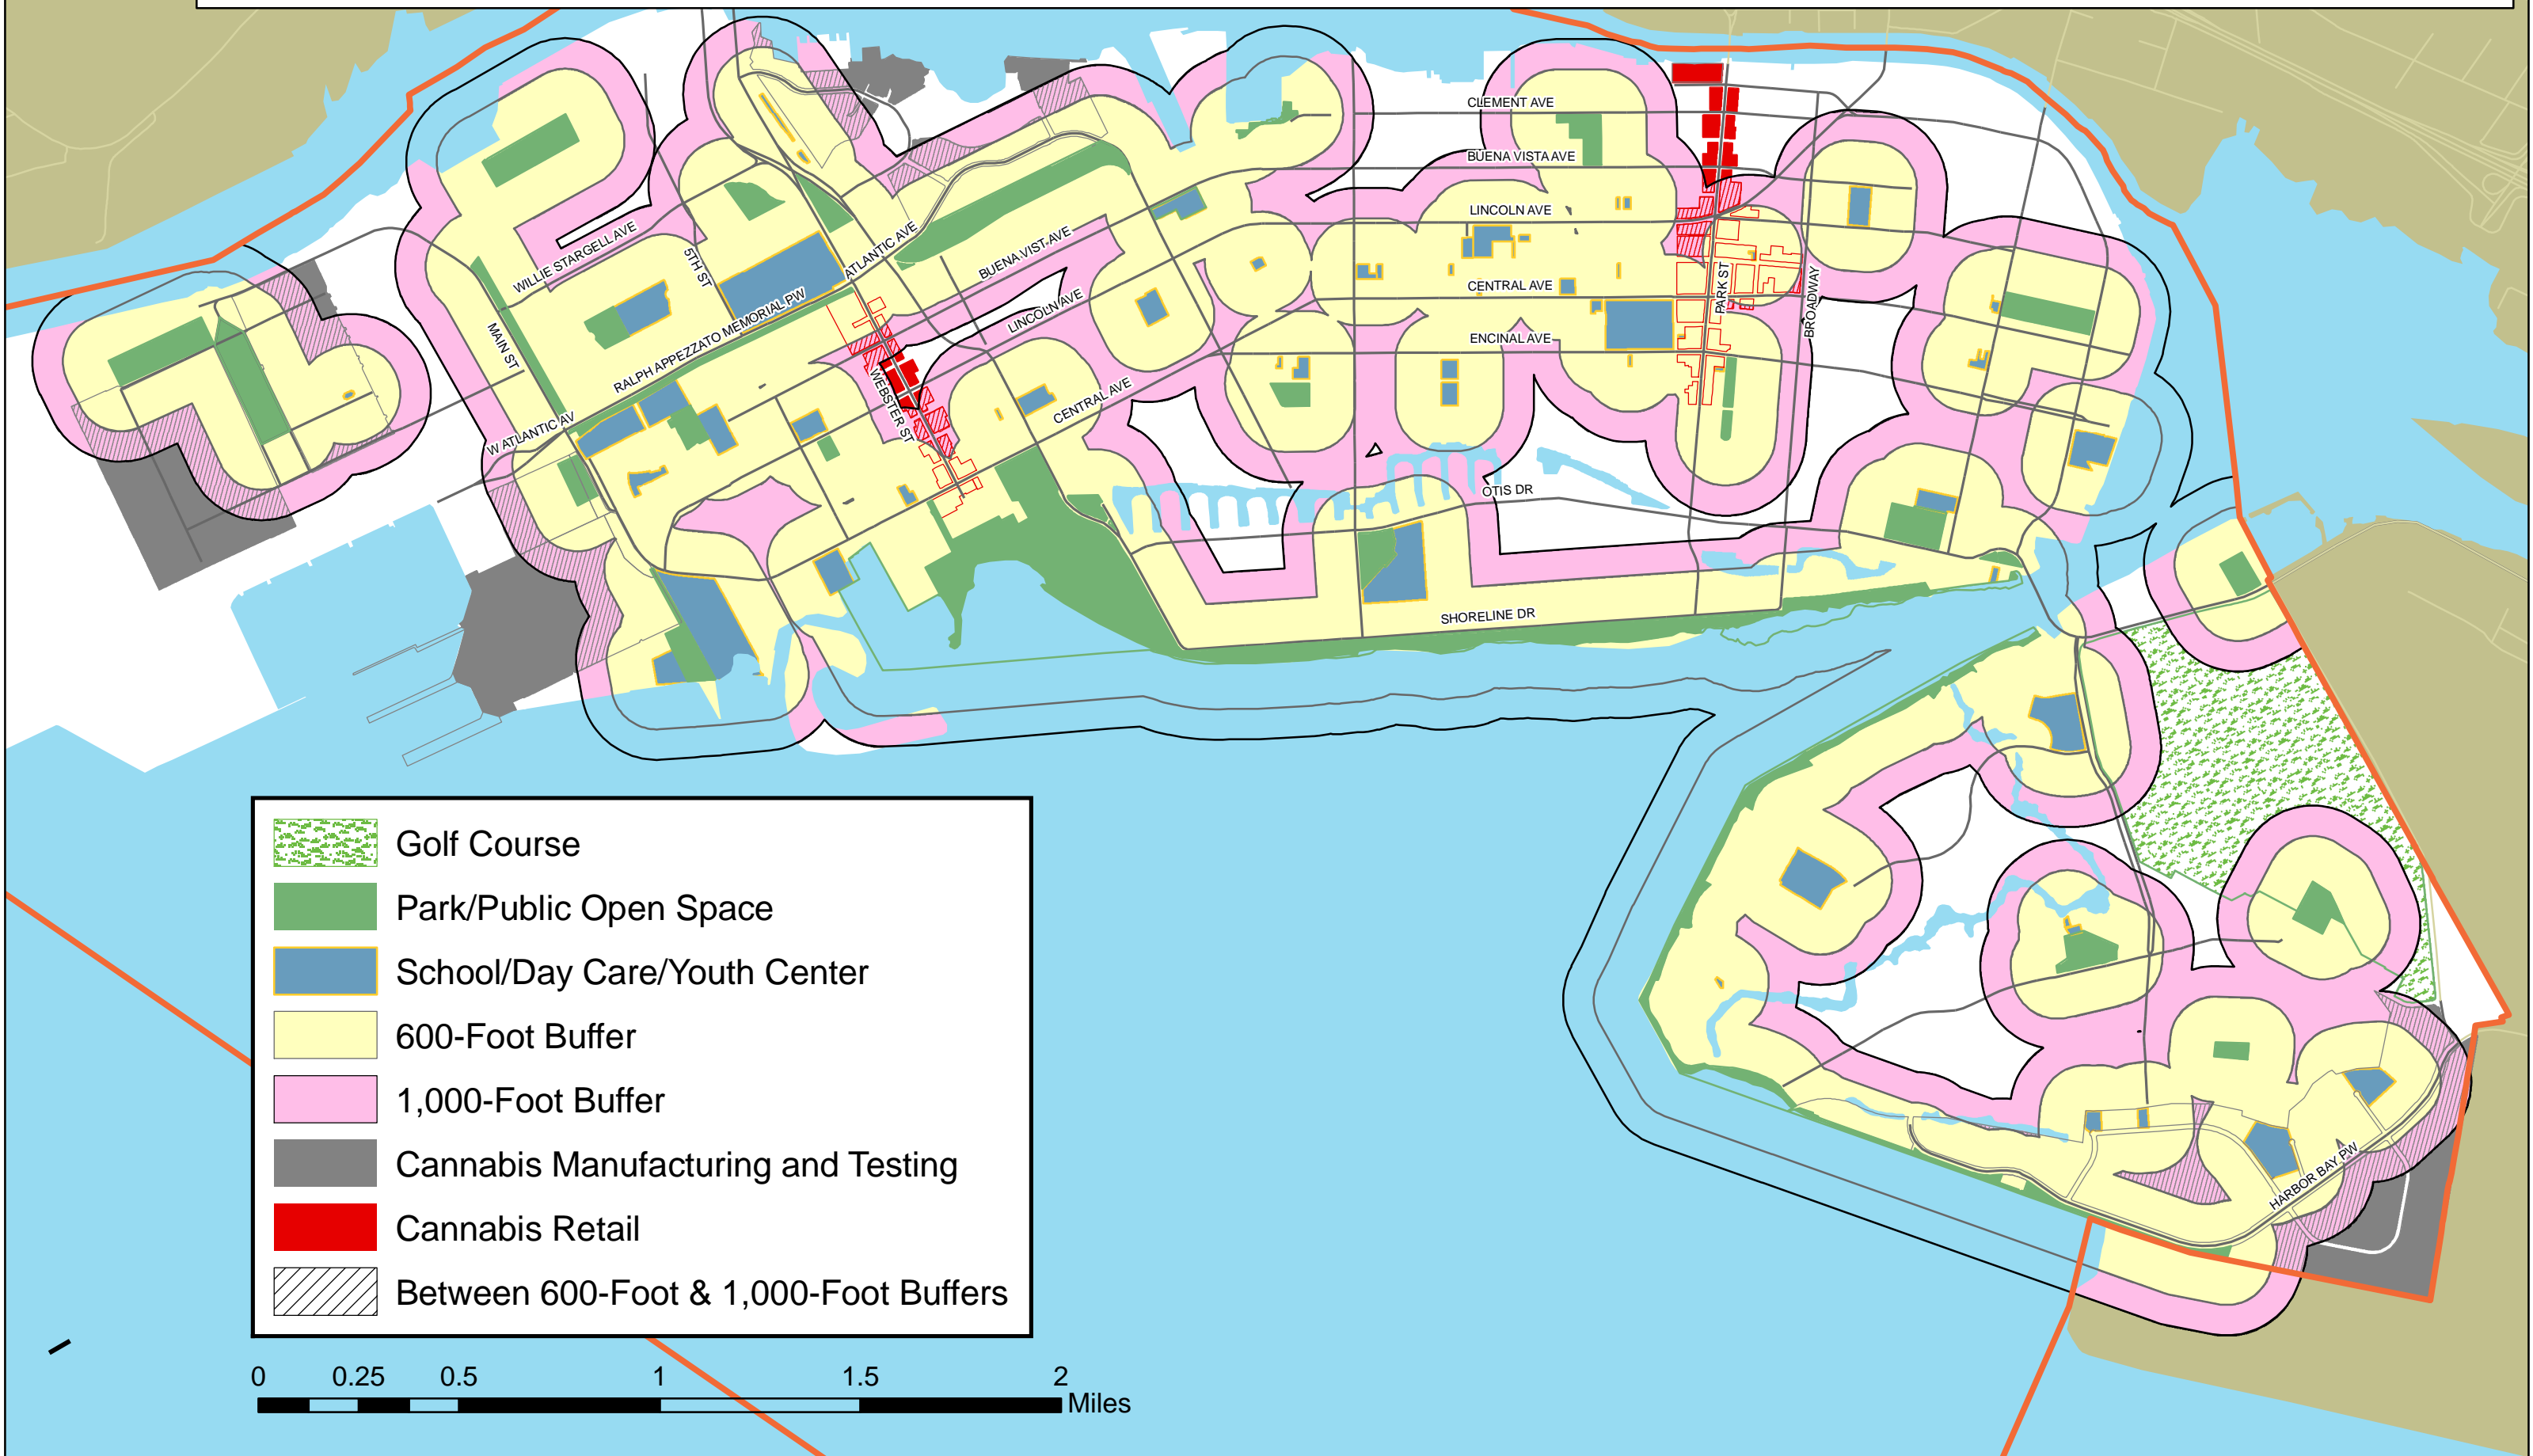 CLEMENT AVE
BUENA VISTA AVE
LINCOLN AVE
CENTRAL AVE
ENCINAL AVE
PARK ST
BROADWAY
WILLIE STARGELL AVE
5TH ST
ATLANTIC AVE
BUENA VIST AVE
LINCOLN AVE
RALPH APPEZZATO MEMORIAL PW
MAIN ST
WEBSTER ST
CENTRAL AVE
W ATLANTIC AV
OTIS DR
SHORELINE DR
HARBOR BAY PW
Golf Course
Park/Public Open Space
School/Day Care/Youth Center
600-Foot Buffer
1,000-Foot Buffer
Cannabis Manufacturing and Testing
Cannabis Retail
Between 600-Foot & 1,000-Foot Buffers
0 0.25 0.5 1 1.5 2
Miles